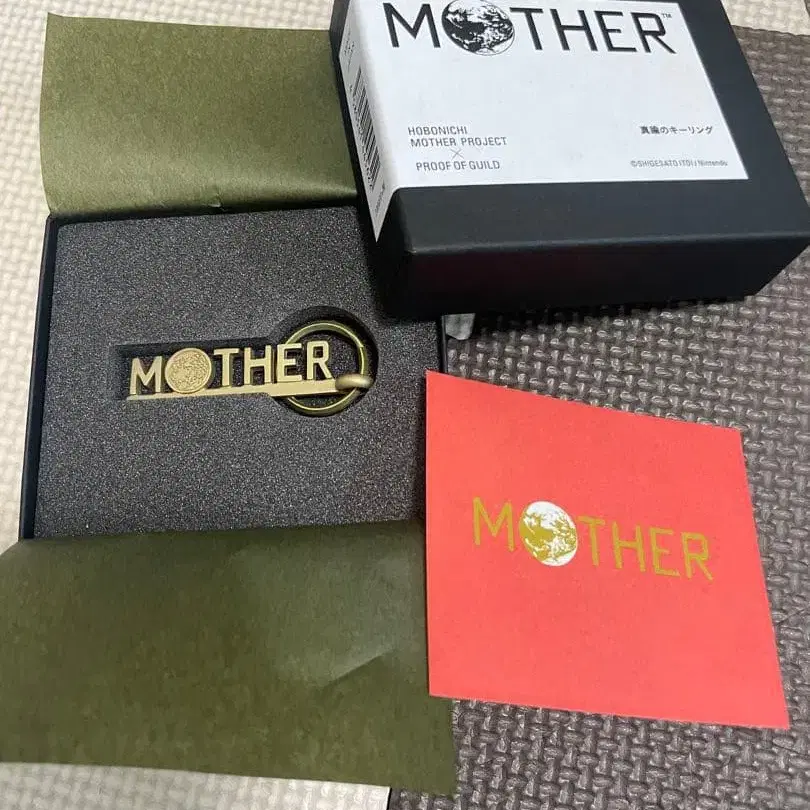 MOTHER™
HOBONICHI
MOTHER PROJECT
×
PROOF OF GUILD
真鍮のキーリング
©SHIGESATO ITOI / Nintendo
MOTHER
MOTHER